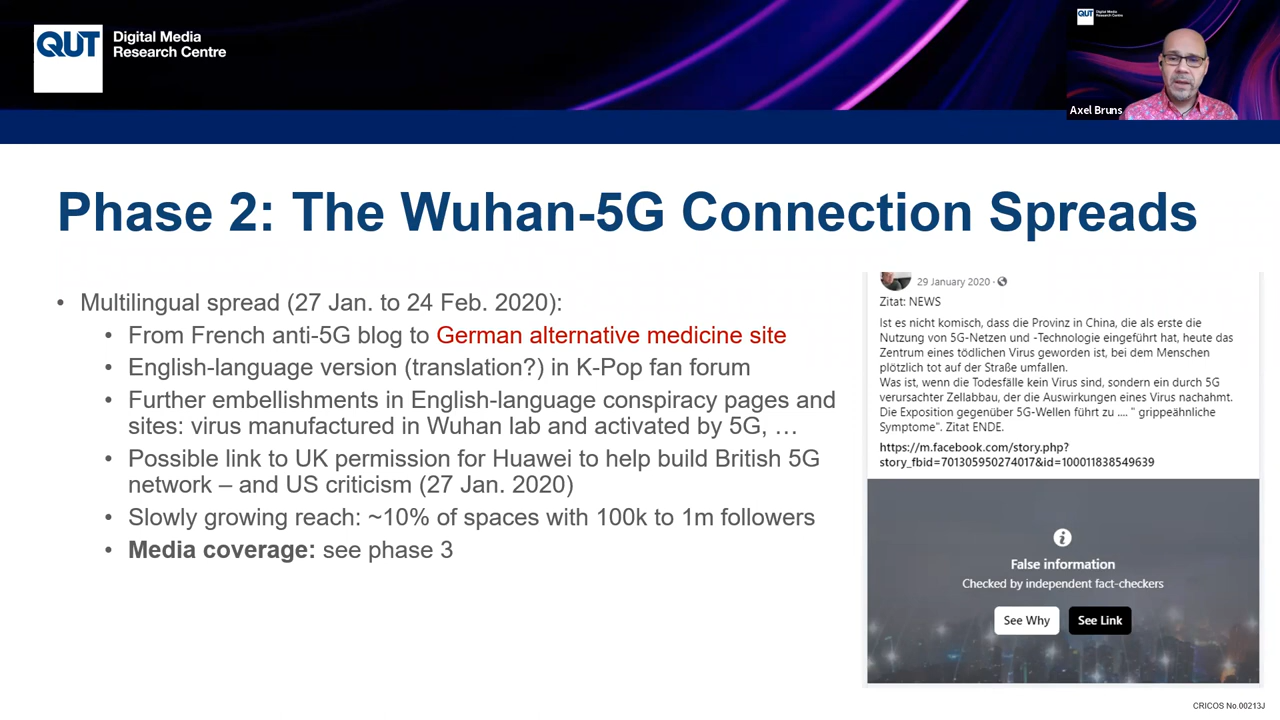 QUT
Digital Media
Research Centre
QUT
Digital Media
Research Centre
Axel Bruns
Phase 2: The Wuhan-5G Connection Spreads
• Multilingual spread (27 Jan. to 24 Feb. 2020):
• From French anti-5G blog to German alternative medicine site
• English-language version (translation?) in K-Pop fan forum
• Further embellishments in English-language conspiracy pages and
sites: virus manufactured in Wuhan lab and activated by 5G, …
• Possible link to UK permission for Huawei to help build British 5G
network – and US criticism (27 Jan. 2020)
• Slowly growing reach: ~10% of spaces with 100k to 1m followers
• Media coverage: see phase 3
29 January 2020 ·
Zitat: NEWS
Ist es nicht komisch, dass die Provinz in China, die als erste die
Nutzung von 5G-Netzen und -Technologie eingeführt hat, heute das
Zentrum eines tödlichen Virus geworden ist, bei dem Menschen
plötzlich tot auf der Straße umfallen.
Was ist, wenn die Todesfälle kein Virus sind, sondern ein durch 5G
verursachter Zellabbau, der die Auswirkungen eines Virus nachahmt.
Die Exposition gegenüber 5G-Wellen führt zu .... " grippeähnliche
Symptome". Zitat ENDE.
https://m.facebook.com/story.php?
story_fbid=701305950274017&id=100011838549639
False information
Checked by independent fact-checkers
See Why
See Link
CRICOS No.00213J